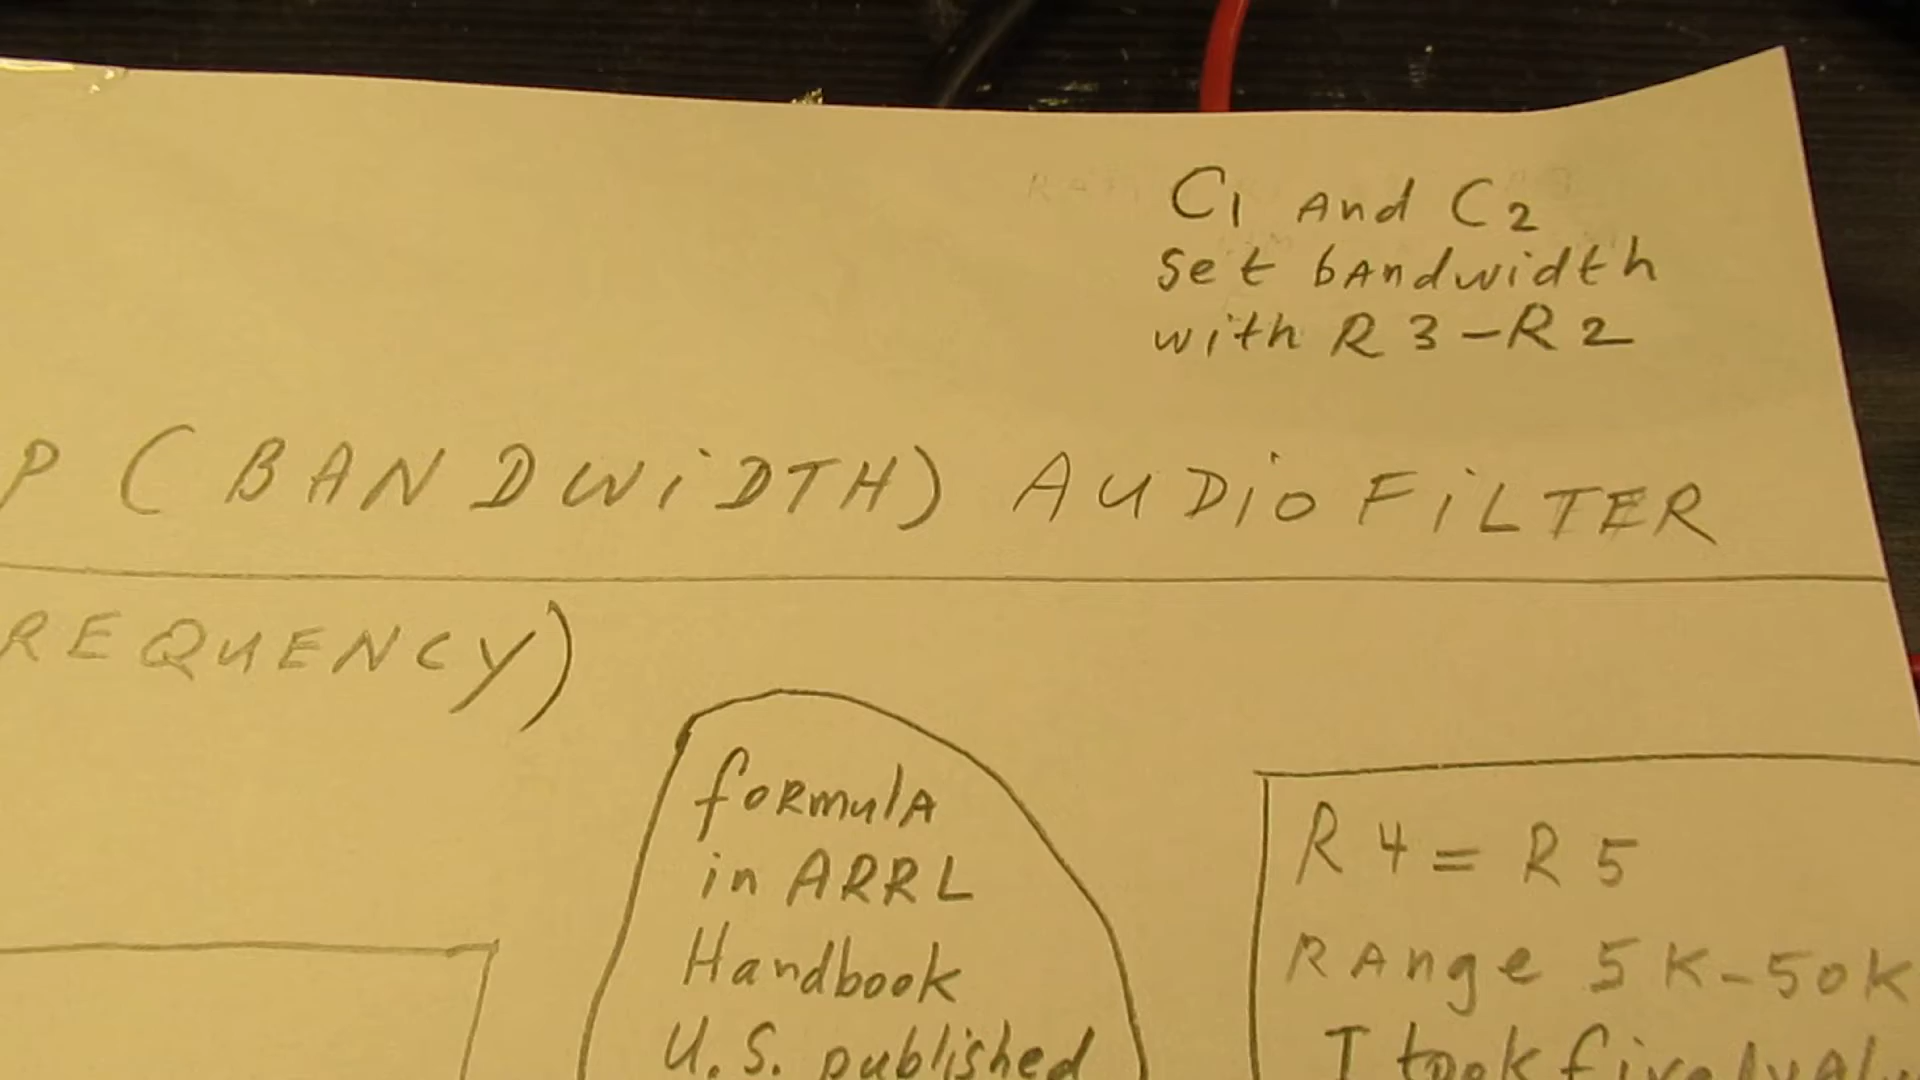 C1 And C2
set bAndwidth
with R3-R2
P (BANDWiDTH) AUDiO FiLTER
REQUENCY)
foRmulA
in ARRL
Handbook
U.S. published
R4 = R5
RAnge 5K-50K
I took